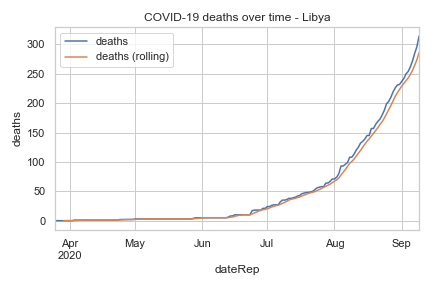 COVID-19 deaths over time - Libya
deaths
deaths (rolling)
300
250
200
150
100
50
0
deaths
Apr
2020
May
Jun
Jul
Aug
Sep
dateRep